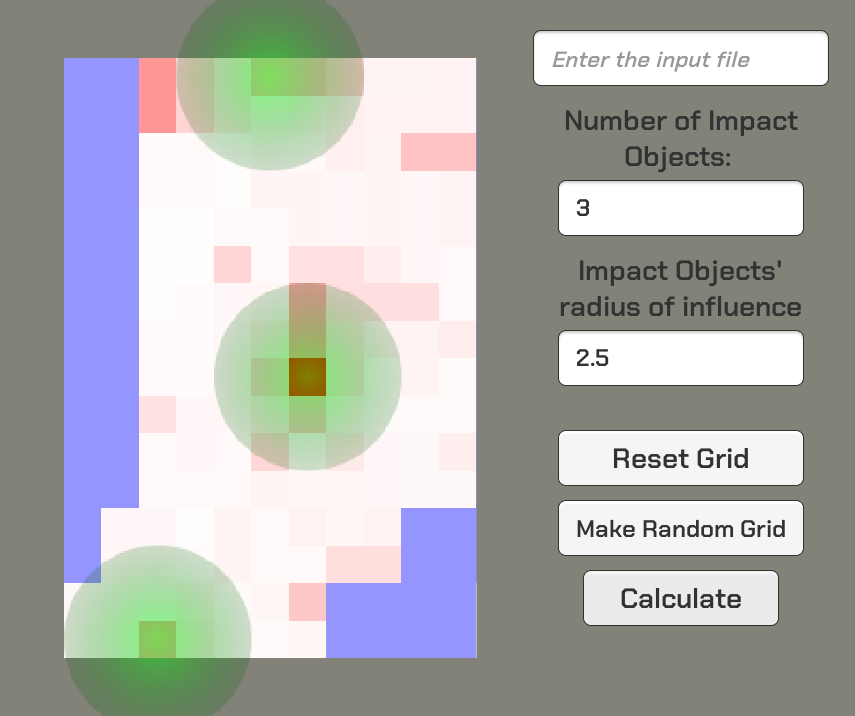 Enter the input file
Number of Impact
Objects:
3
Impact Objects'
radius of influence
2.5
Reset Grid
Make Random Grid
Calculate